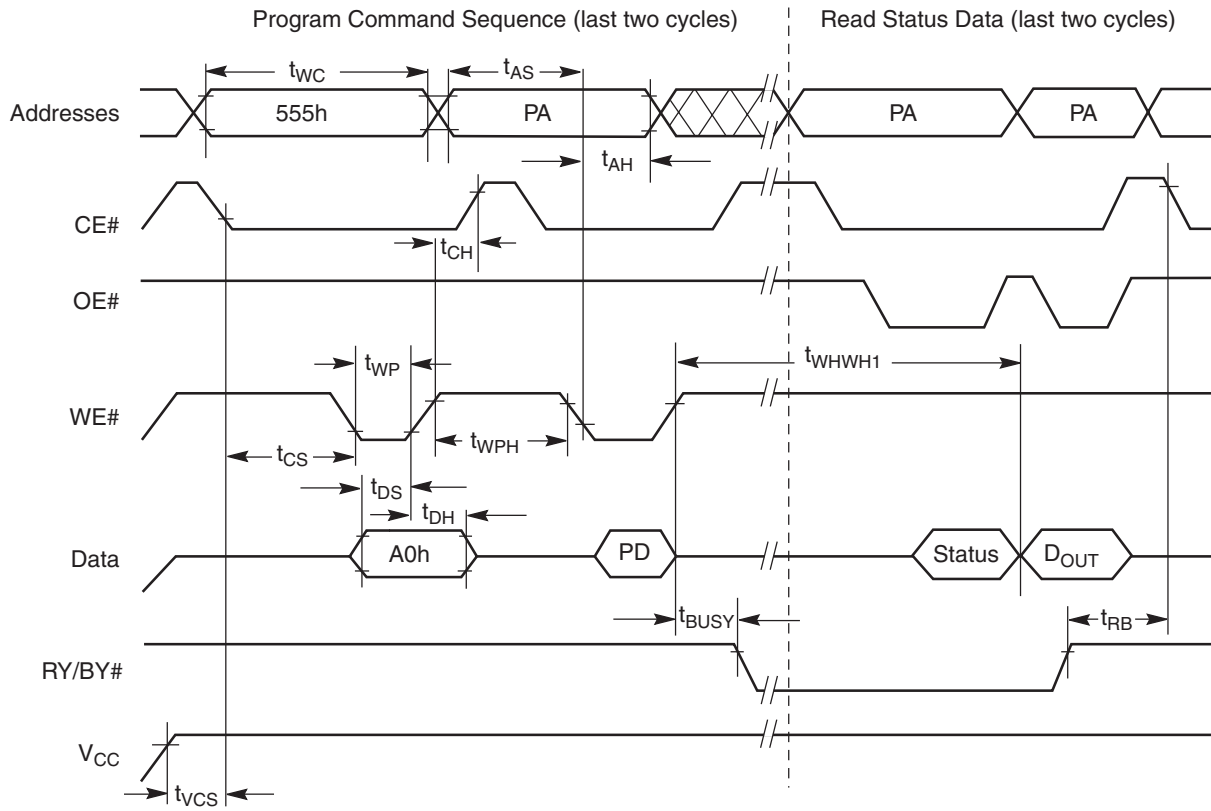 Program Command Sequence (last two cycles)
Read Status Data (last two cycles)
tWC
tAS
Addresses
555h
PA
PA
PA
tAH
CE#
tCH
OE#
tWP
tWHWH1
WE#
tWPH
tCS
tDS
tDH
Data
A0h
PD
Status
DOUT
tBUSY
tRB
RY/BY#
VCC
tVCS